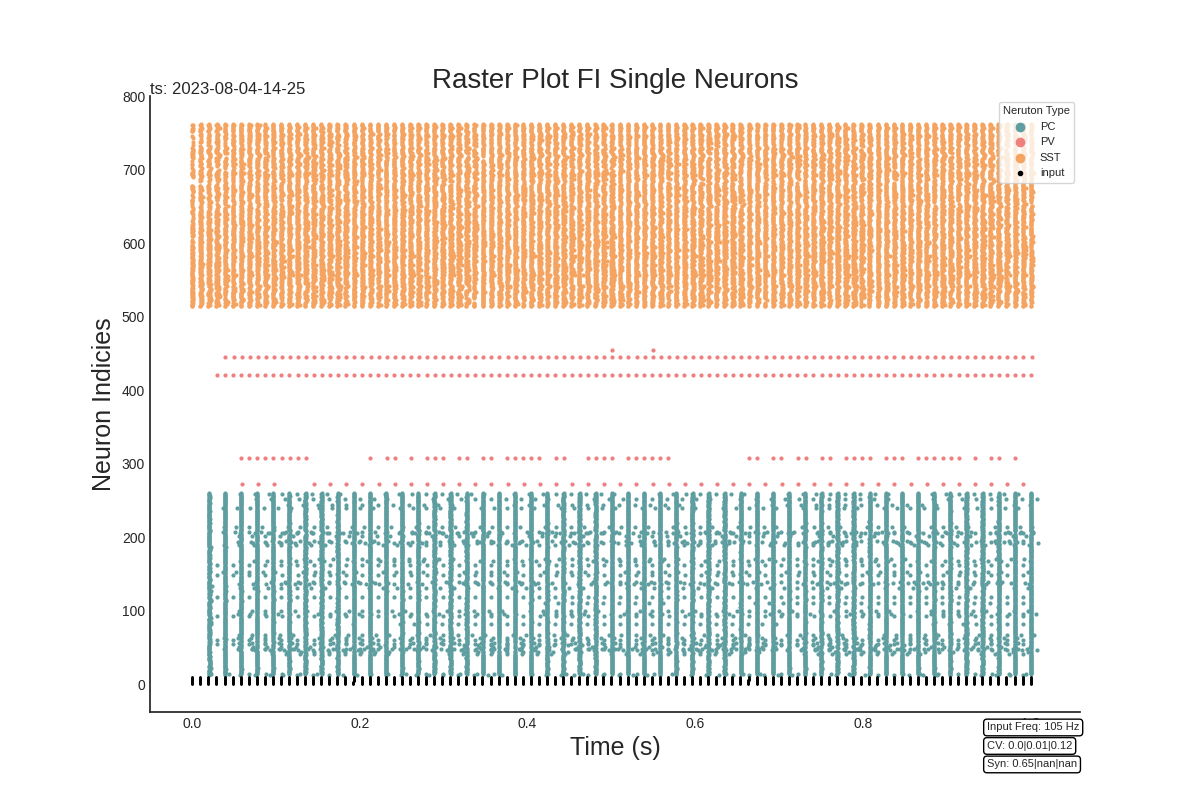 Raster Plot FI Single Neurons
ts: 2023-08-04-14-25
Neruton Type
PC
PV
SST
input
800
700
600
500
400
300
200
100
0
Neuron Indicies
0.0 0.2 0.4 0.6 0.8
Time (s)
Input Freq: 105 Hz
CV: 0.0|0.01|0.12
Syn: 0.65|nan|nan